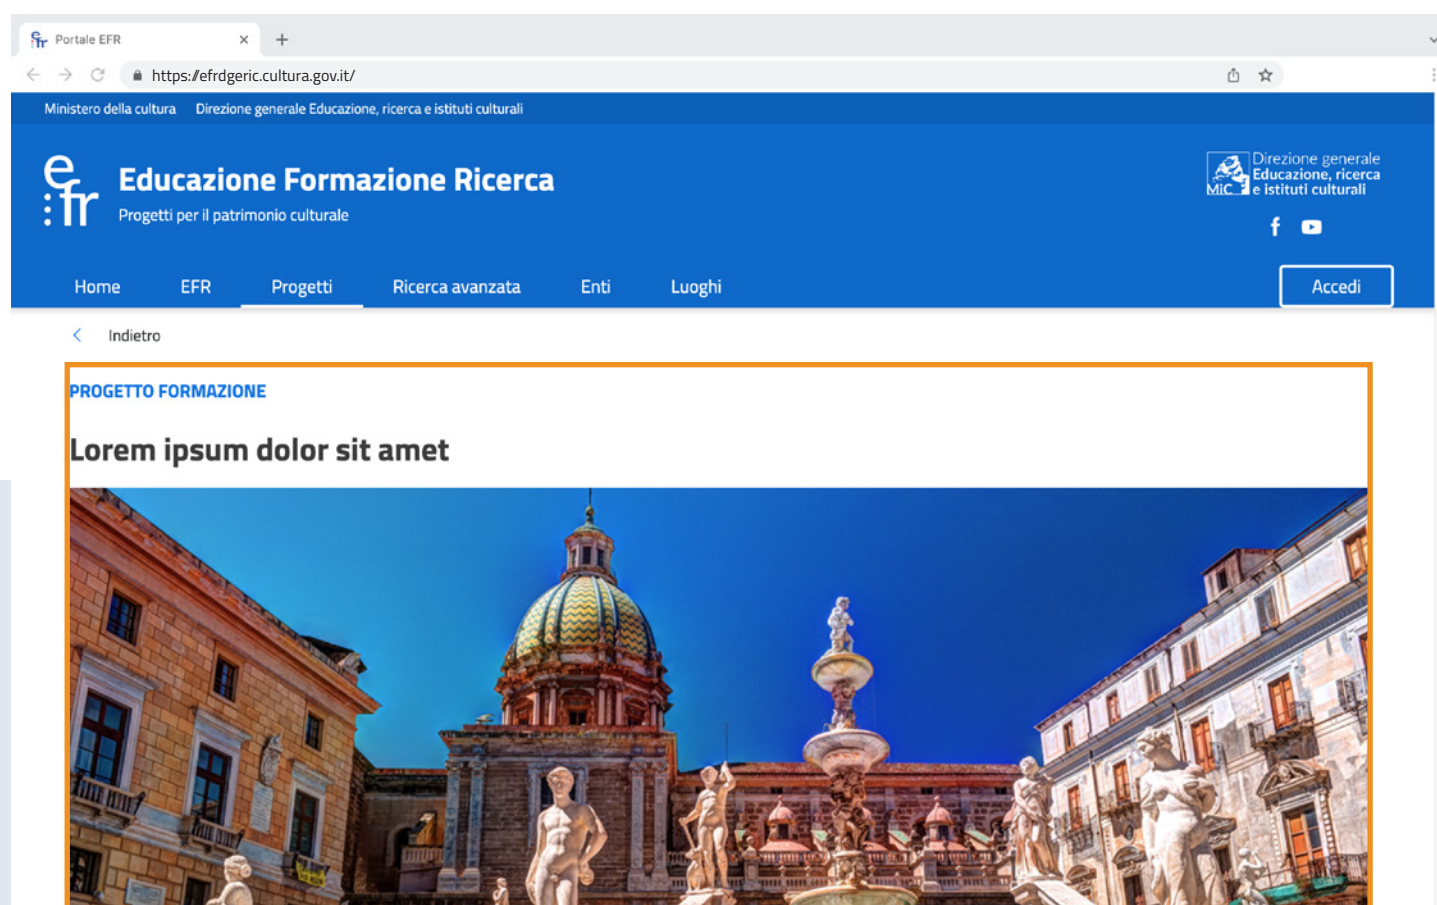 Portale EFR
https://efrdgeric.cultura.gov.it/
Ministero della cultura Direzione generale Educazione, ricerca e istituti culturali
efr
Educazione Formazione Ricerca
Progetti per il patrimonio culturale
MiC
Direzione generale
Educazione, ricerca
e istituti culturali
Home EFR Progetti Ricerca avanzata Enti Luoghi Accedi
Indietro
PROGETTO FORMAZIONE
Lorem ipsum dolor sit amet